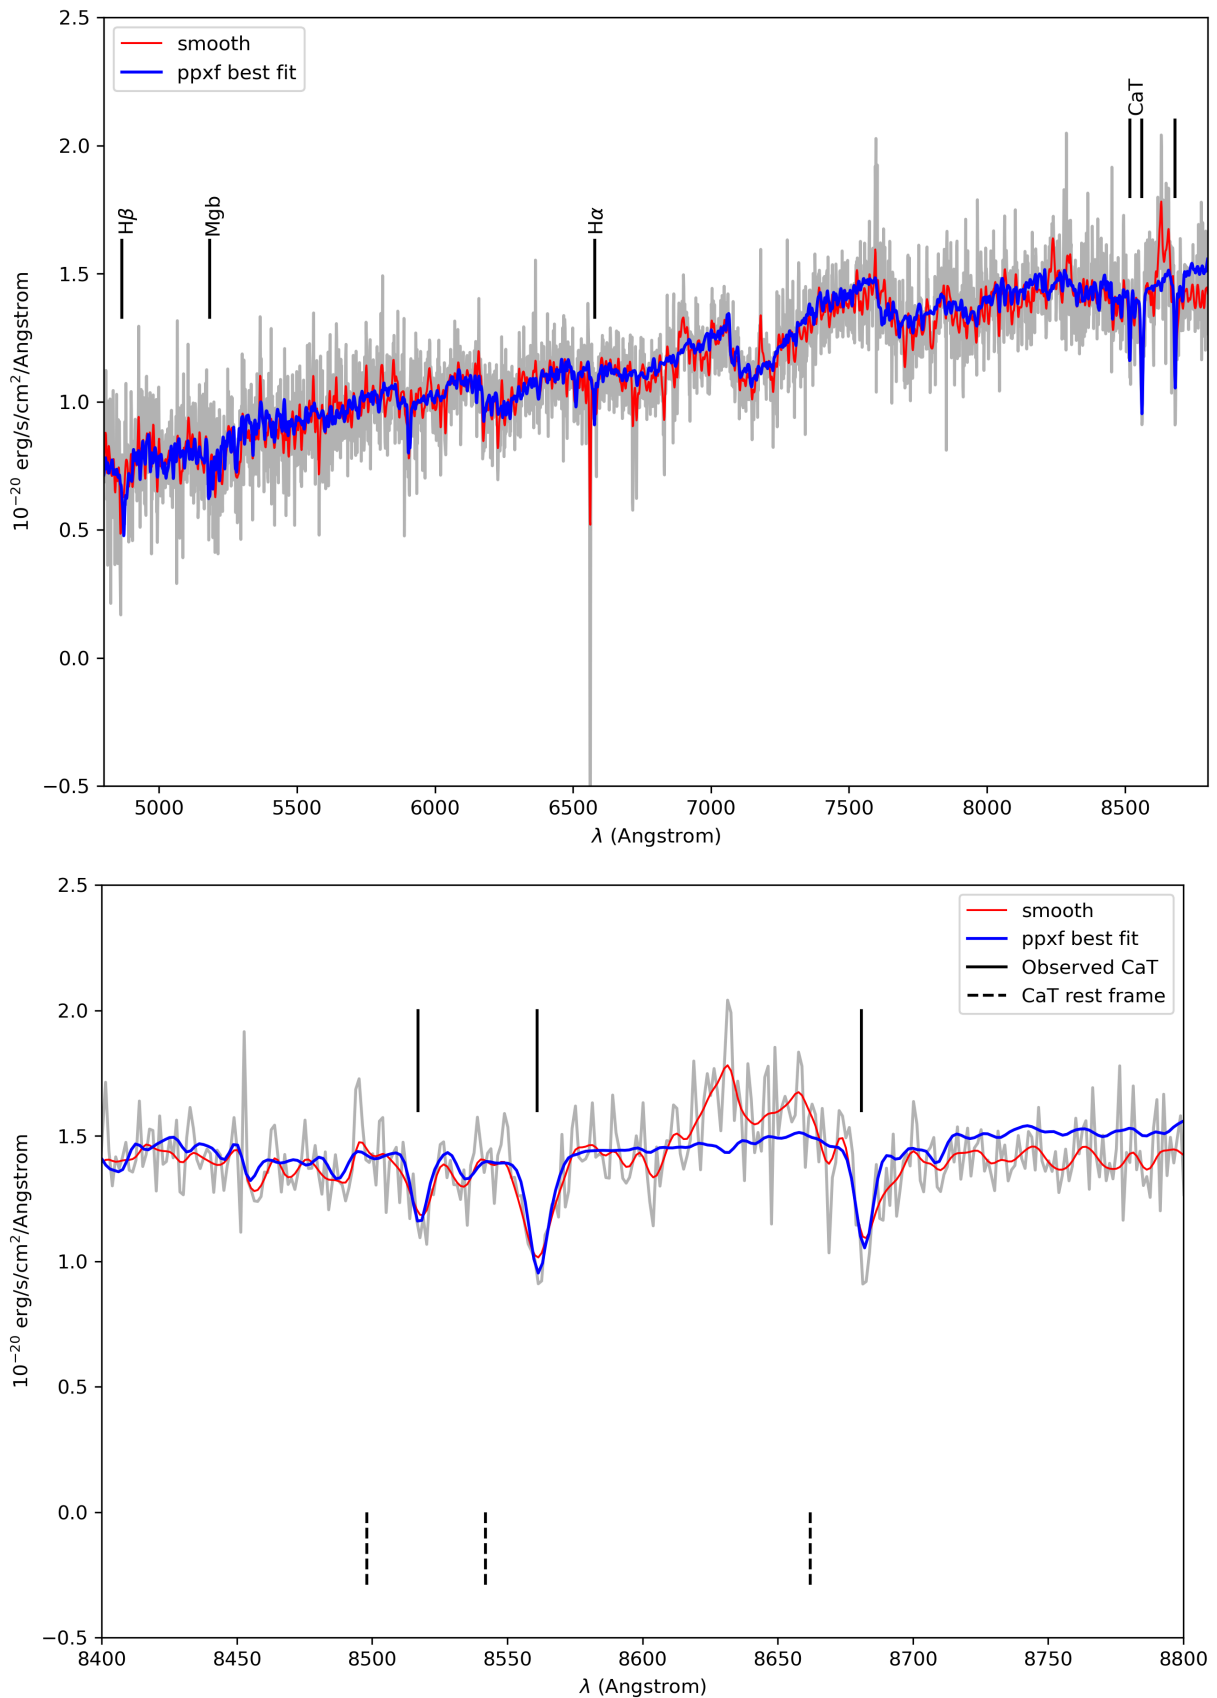 2.5
smooth
ppxf best fit
CaT
2.0
Hβ
Mgb
Hα
1.5
1.0
0.5
0.0
−0.5
10⁻²⁰ erg/s/cm²/Angstrom
5000 5500 6000 6500 7000 7500 8000 8500
λ (Angstrom)
2.5
smooth
ppxf best fit
Observed CaT
CaT rest frame
2.0
1.5
1.0
0.5
0.0
−0.5
10⁻²⁰ erg/s/cm²/Angstrom
8400 8450 8500 8550 8600 8650 8700 8750 8800
λ (Angstrom)